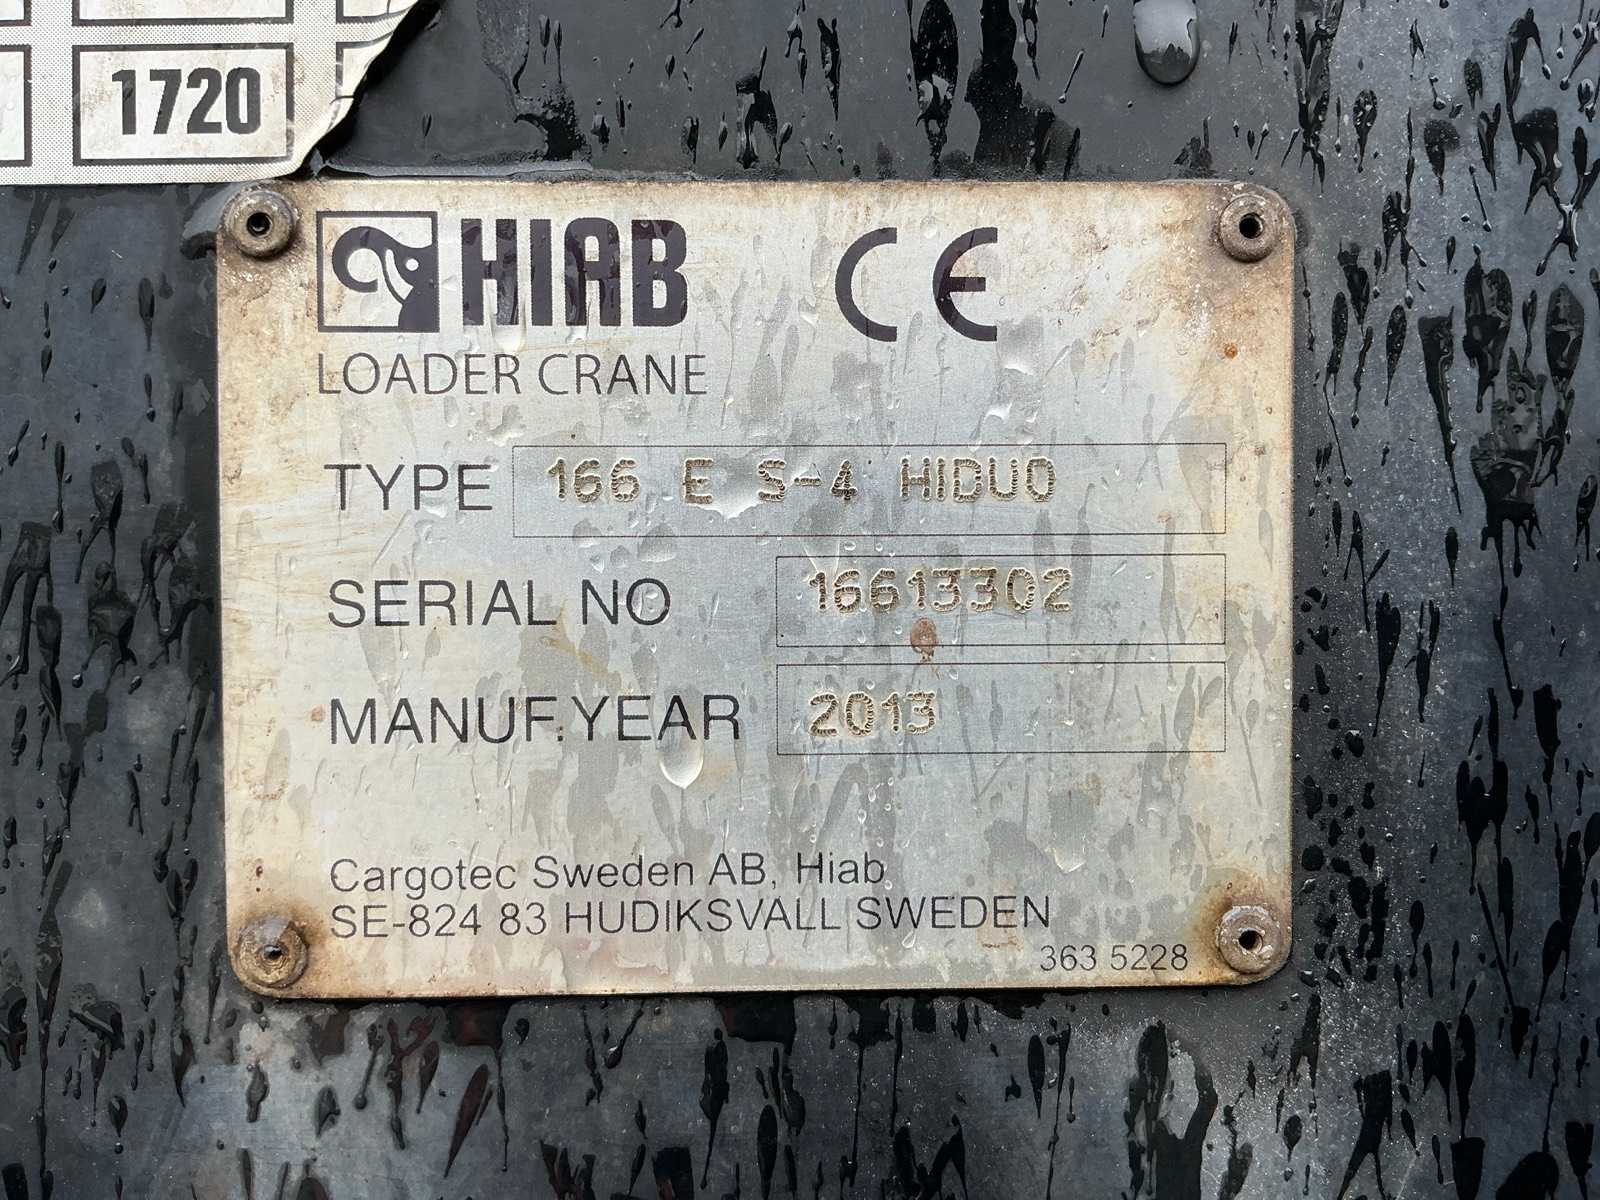 1720
HIAB CE
LOADER CRANE
TYPE 166 E S-4 HIDUO
SERIAL NO 16613302
MANUF.YEAR 2013
Cargotec Sweden AB, Hiab
SE-824 83 HUDIKSVALL SWEDEN
363 5228